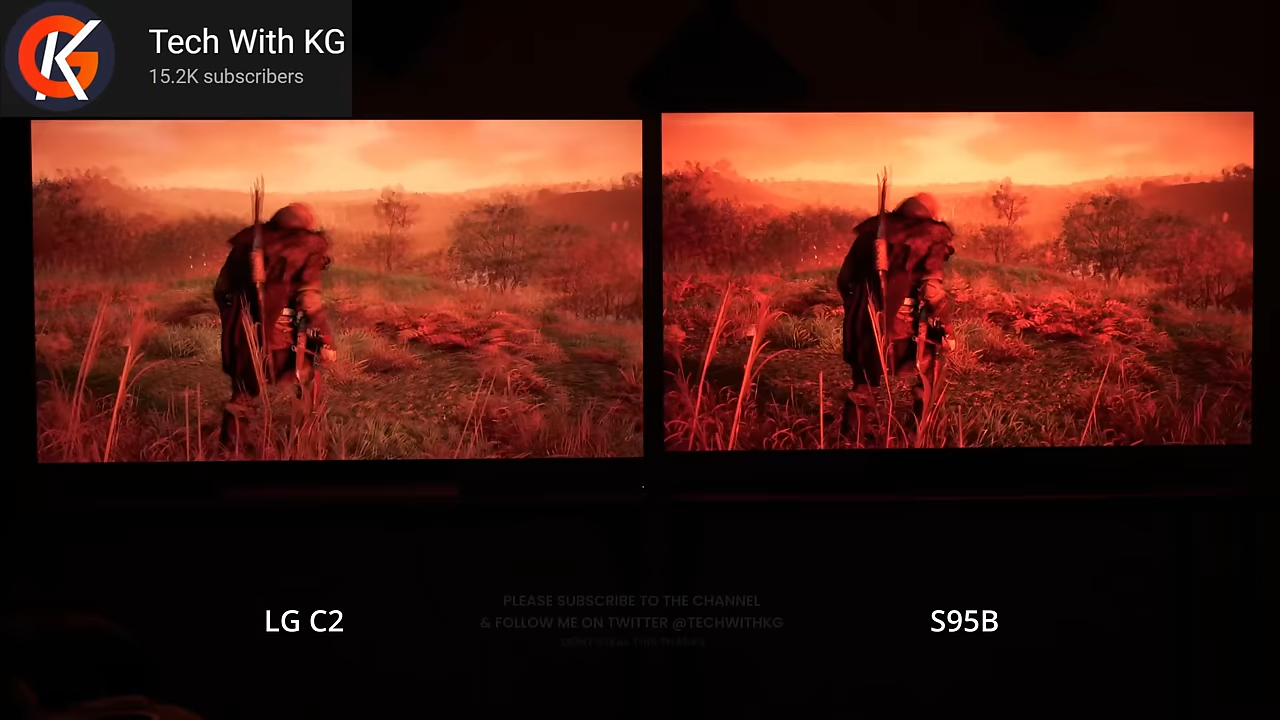 Tech With KG
15.2K subscribers
LG C2
PLEASE SUBSCRIBE TO THE CHANNEL
& FOLLOW ME ON TWITTER @TECHWITHKG
S95B